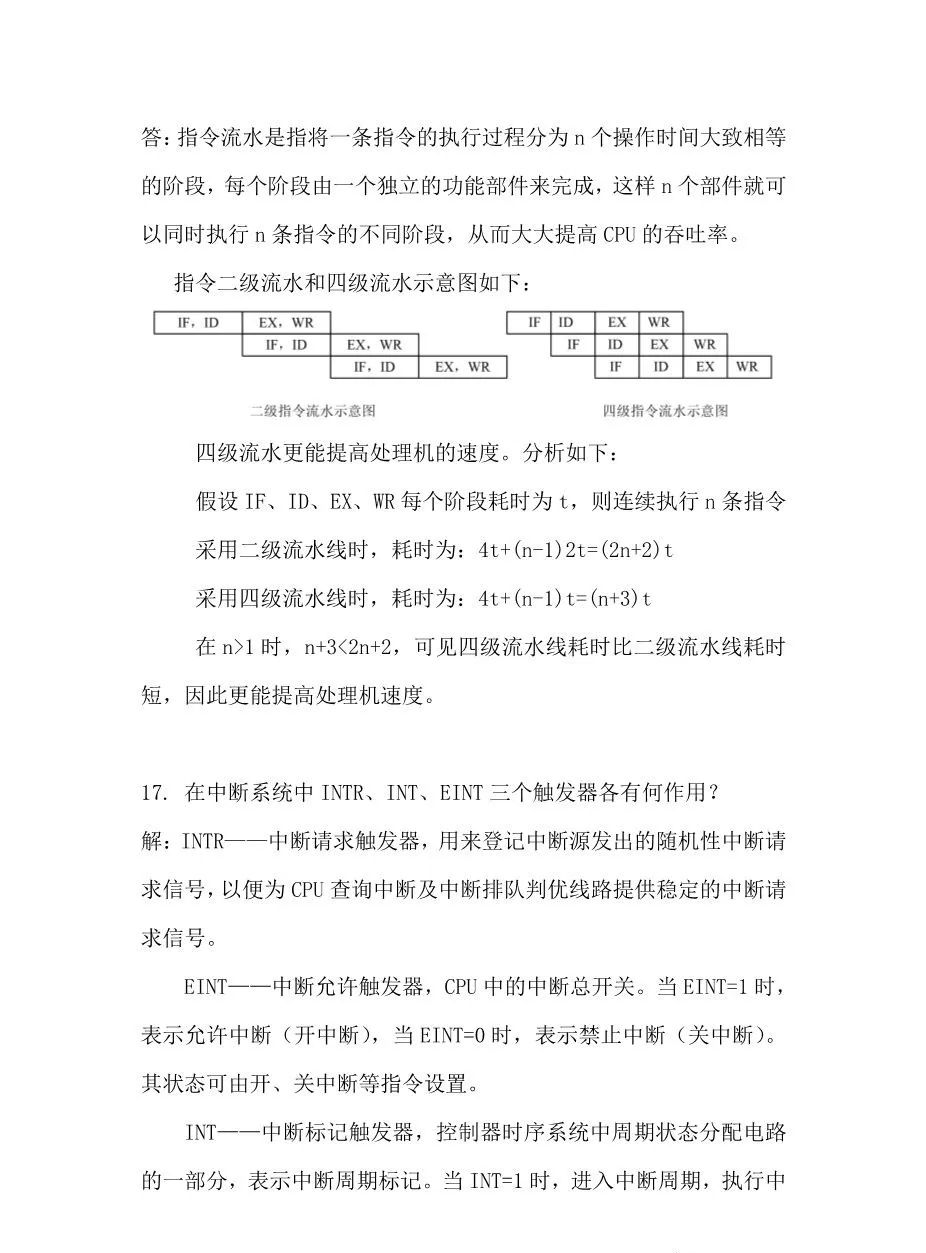 答：指令流水是指将一条指令的执行过程分为 n 个操作时间大致相等
的阶段，每个阶段由一个独立的功能部件来完成，这样 n 个部件就可
以同时执行 n 条指令的不同阶段，从而大大提高 CPU 的吞吐率。
指令二级流水和四级流水示意图如下：
IF，ID EX，WR
IF，ID EX，WR
IF，ID EX，WR
二级指令流水示意图
IF ID EX WR
IF ID EX WR
IF ID EX WR
四级指令流水示意图
四级流水更能提高处理机的速度。分析如下：
假设 IF、ID、EX、WR 每个阶段耗时为 t，则连续执行 n 条指令
采用二级流水线时，耗时为：4t+(n-1)2t=(2n+2)t
采用四级流水线时，耗时为：4t+(n-1)t=(n+3)t
在 n>1 时，n+3<2n+2，可见四级流水线耗时比二级流水线耗时
短，因此更能提高处理机速度。
17. 在中断系统中 INTR、INT、EINT 三个触发器各有何作用？
解：INTR——中断请求触发器，用来登记中断源发出的随机性中断请
求信号，以便为 CPU 查询中断及中断排队判优线路提供稳定的中断请
求信号。
EINT——中断允许触发器，CPU 中的中断总开关。当 EINT=1 时，
表示允许中断（开中断），当 EINT=0 时，表示禁止中断（关中断）。
其状态可由开、关中断等指令设置。
INT——中断标记触发器，控制器时序系统中周期状态分配电路
的一部分，表示中断周期标记。当 INT=1 时，进入中断周期，执行中